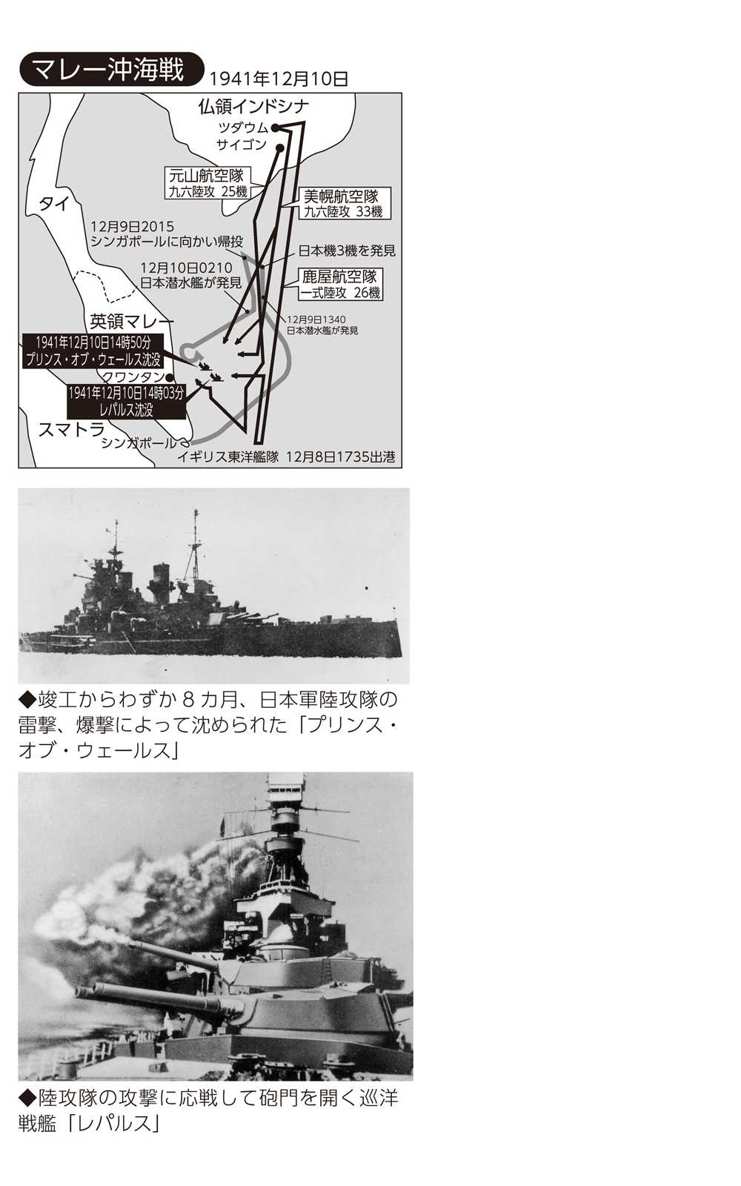 マレー沖海戦
1941年12月10日
仏領インドシナ
ツダウム
サイゴン
元山航空隊
九六陸攻 25機
美幌航空隊
九六陸攻 33機
タイ
12月9日2015
シンガポールに向かい帰投
日本機3機を発見
12月10日0210
日本潜水艦が発見
鹿屋航空隊
一式陸攻 26機
12月9日1340
日本潜水艦が発見
英領マレー
1941年12月10日14時50分
プリンス・オブ・ウェールス沈没
クワンタン
1941年12月10日14時03分
レパルス沈没
スマトラ
シンガポール
イギリス東洋艦隊 12月8日1735出港
◆竣工からわずか8カ月、日本軍陸攻隊の
雷撃、爆撃によって沈められた「プリンス・
オブ・ウェールス」
◆陸攻隊の攻撃に応戦して砲門を開く巡洋
戦艦「レパルス」